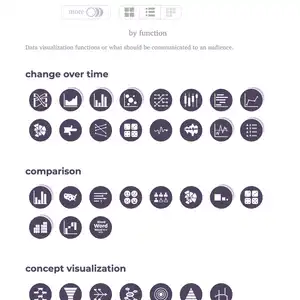 more
by function
Data visualization functions or what should be communicated to an audience.
change over time
comparison
Word
concept visualization